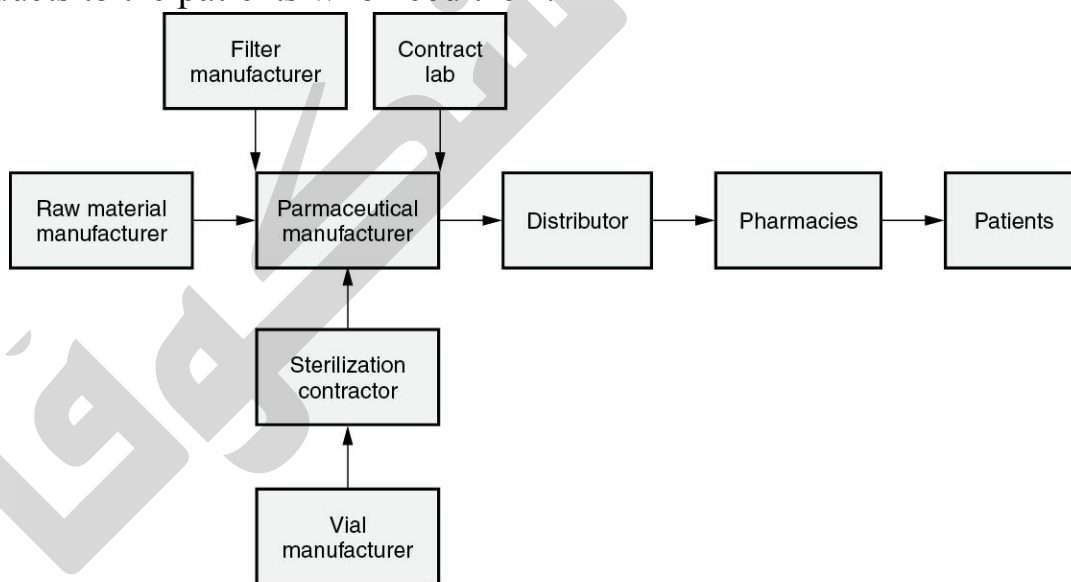 Filter
manufacturer
Contract
lab
Raw material
manufacturer
Parmaceutical
manufacturer
Distributor
Pharmacies
Patients
Sterilization
contractor
Vial
manufacturer